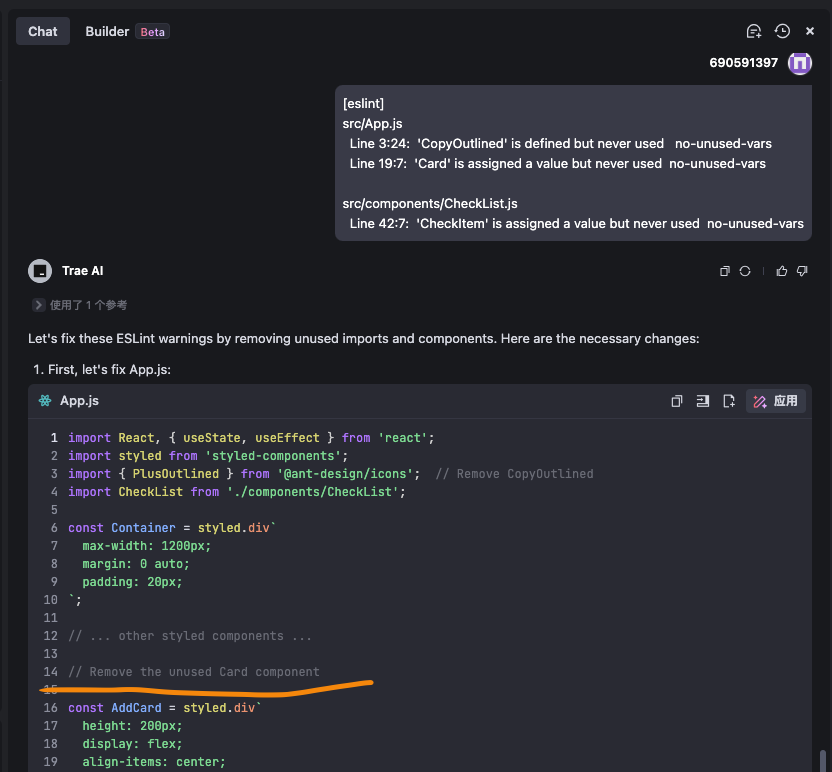 Chat Builder Beta
690591397
[eslint]
src/App.js
Line 3:24: 'CopyOutlined' is defined but never used no-unused-vars
Line 19:7: 'Card' is assigned a value but never used no-unused-vars
src/components/CheckList.js
Line 42:7: 'CheckItem' is assigned a value but never used no-unused-vars
Trae AI
使用了 1 个参考
Let's fix these ESLint warnings by removing unused imports and components. Here are the necessary changes:
1. First, let's fix App.js:
App.js 应用
1 import React, { useState, useEffect } from 'react';
2 import styled from 'styled-components';
3 import { PlusOutlined } from '@ant-design/icons'; // Remove CopyOutlined
4 import CheckList from './components/CheckList';
5
6 const Container = styled.div`
7 max-width: 1200px;
8 margin: 0 auto;
9 padding: 20px;
10 `;
11
12 // ... other styled components ...
13
14 // Remove the unused Card component
15
16 const AddCard = styled.div`
17 height: 200px;
18 display: flex;
19 align-items: center;